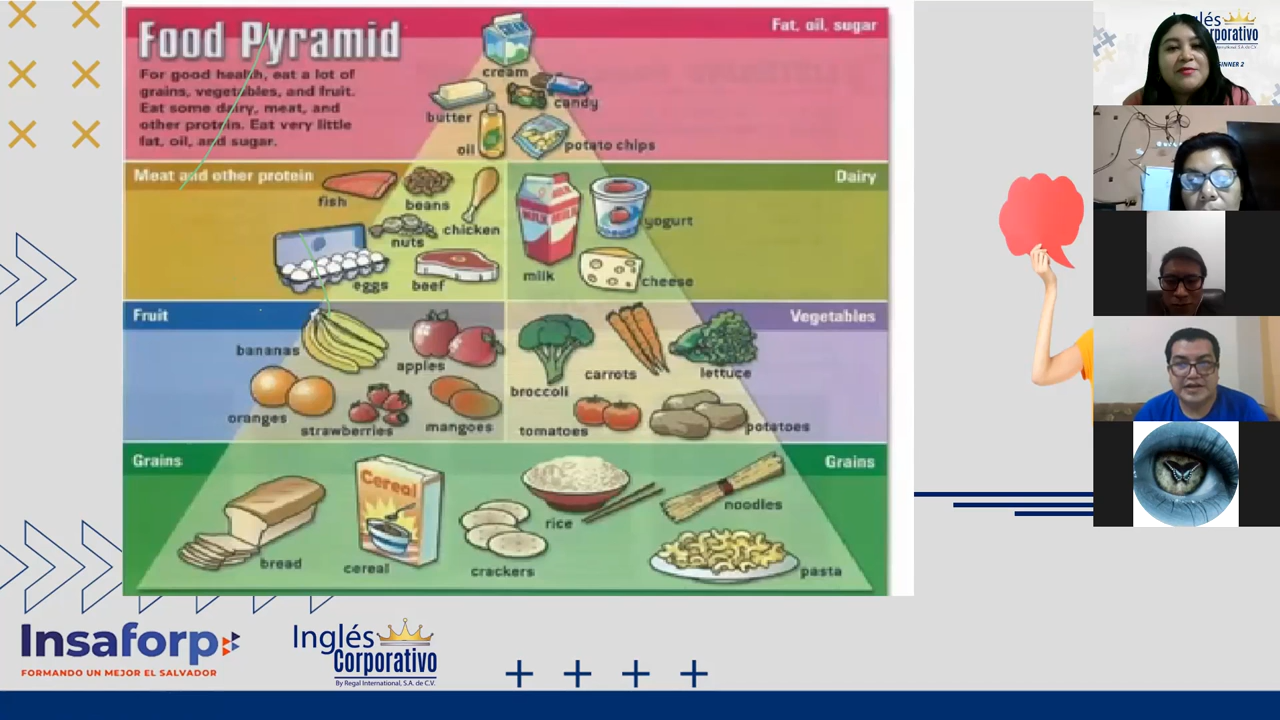 Food Pyramid
For good health, eat a lot of
grains, vegetables, and fruit.
Eat some dairy, meat, and
other protein. Eat very little
fat, oil, and sugar.
Fat, oil, sugar
cream
butter
candy
oil
potato chips
Meat and other protein
fish
beans
chicken
nuts
eggs
beef
Dairy
MILK
yogurt
milk
cheese
Fruit
bananas
apples
oranges
strawberries
mangoes
Vegetables
broccoli
carrots
lettuce
tomatoes
potatoes
Grains
Grains
Cereal
bread
cereal
crackers
rice
noodles
pasta
Insaforp
FORMANDO UN MEJOR EL SALVADOR
Inglés
Corporativo
By Regal International, S.A. de C.V.
Inglés
Corporativo